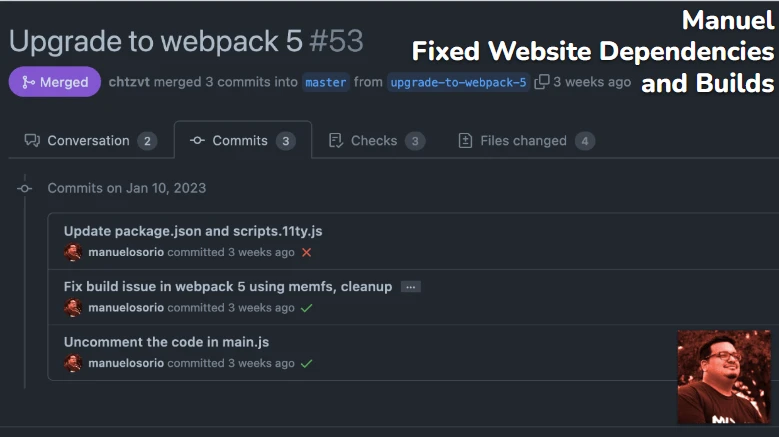 Manuel
Fixed Website Dependencies
and Builds
Upgrade to webpack 5 #53
Merged chtzvt merged 3 commits into master from upgrade-to-webpack-5 3 weeks ago
Conversation 2 Commits 3 Checks 3 Files changed 4
Commits on Jan 10, 2023
Update package.json and scripts.11ty.js
manuelosorio committed 3 weeks ago
Fix build issue in webpack 5 using memfs, cleanup ...
manuelosorio committed 3 weeks ago
Uncomment the code in main.js
manuelosorio committed 3 weeks ago